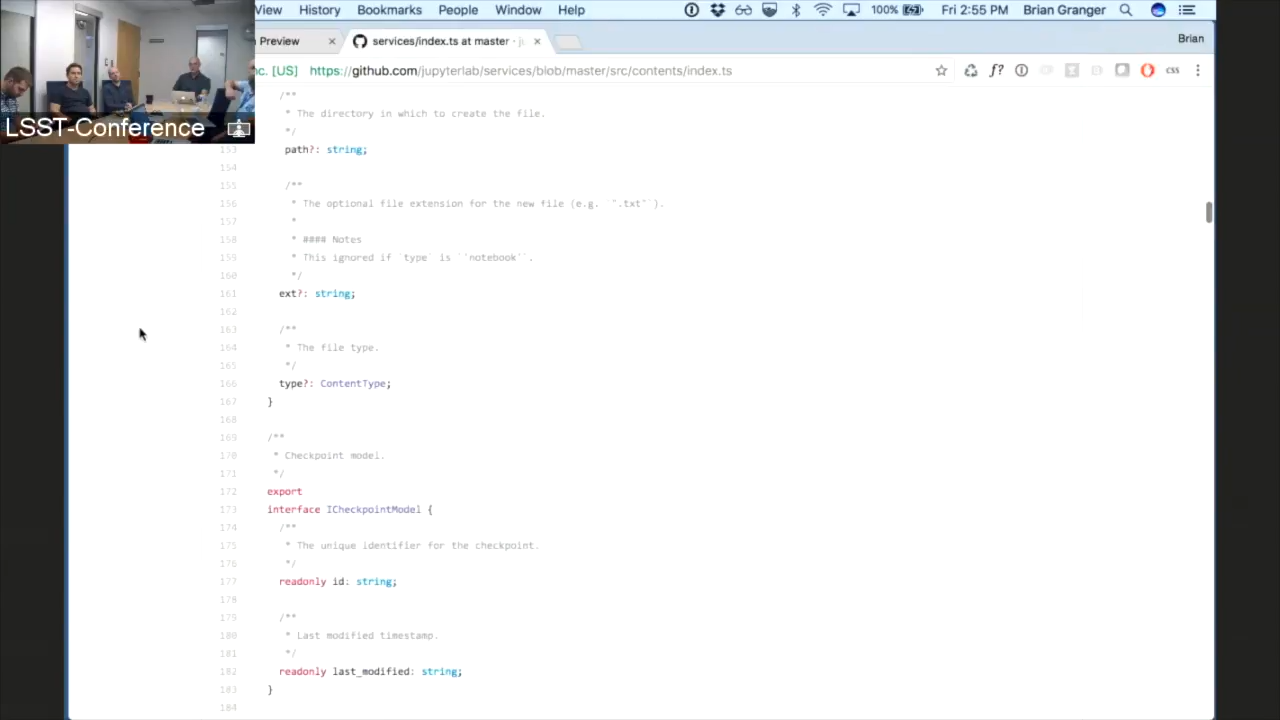 View History Bookmarks People Window Help 100% Fri 2:55 PM Brian Granger
Preview × services/index.ts at master · × Brian
nc. [US] https://github.com/jupyterlab/services/blob/master/src/contents/index.ts f? css
LSST-Conference
/**
* The directory in which to create the file.
*/
153 path?: string;
154
155 /**
156 * The optional file extension for the new file (e.g. `".txt"`).
157 *
158 * #### Notes
159 * This ignored if `type` is `'notebook'`.
160 */
161 ext?: string;
162
163 /**
164 * The file type.
165 */
166 type?: ContentType;
167 }
168
169 /**
170 * Checkpoint model.
171 */
172 export
173 interface ICheckpointModel {
174 /**
175 * The unique identifier for the checkpoint.
176 */
177 readonly id: string;
178
179 /**
180 * Last modified timestamp.
181 */
182 readonly last_modified: string;
183 }
184